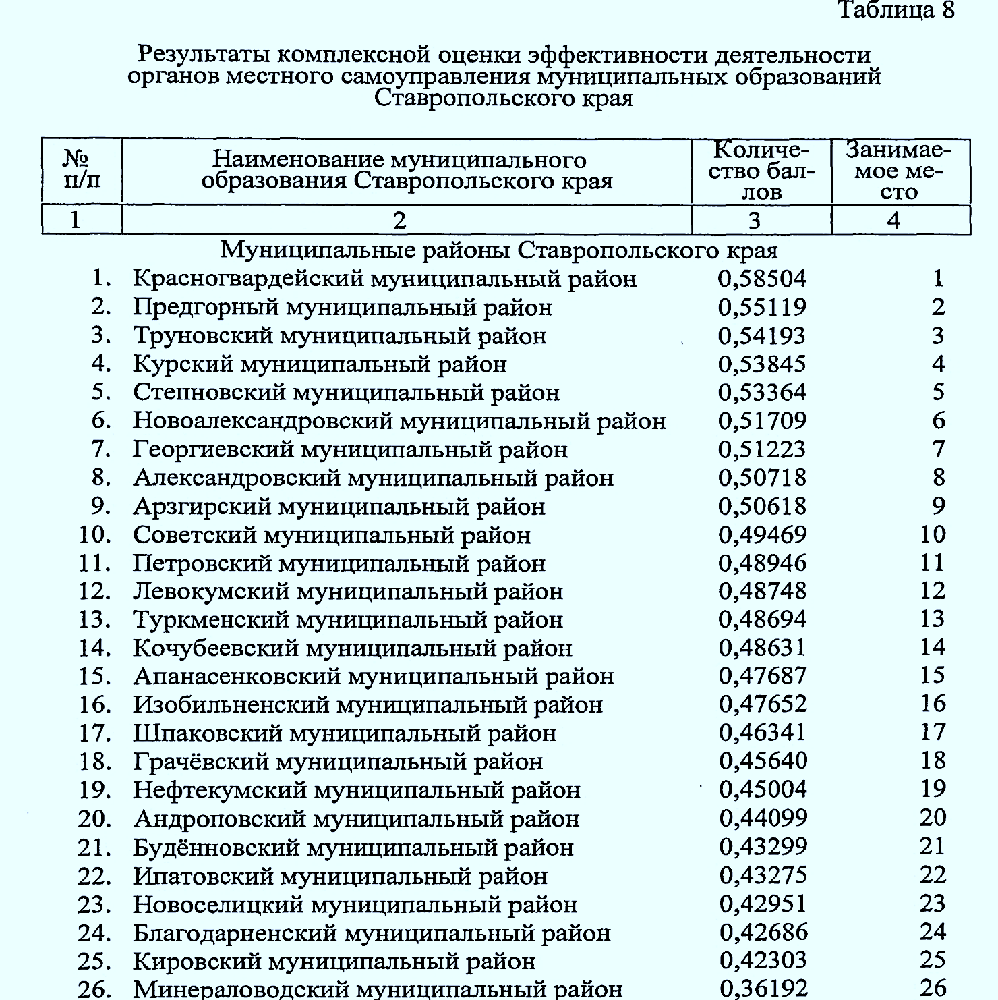 Таблица 8
Результаты комплексной оценки эффективности деятельности
органов местного самоуправления муниципальных образований
Ставропольского края
№ п/п
Наименование муниципального образования Ставропольского края
Количе-
ство бал-
лов
Занимае-
мое ме-
сто
1 2 3 4
Муниципальные районы Ставропольского края
1. Красногвардейский муниципальный район 0,58504 1
2. Предгорный муниципальный район 0,55119 2
3. Труновский муниципальный район 0,54193 3
4. Курский муниципальный район 0,53845 4
5. Степновский муниципальный район 0,53364 5
6. Новоалександровский муниципальный район 0,51709 6
7. Георгиевский муниципальный район 0,51223 7
8. Александровский муниципальный район 0,50718 8
9. Арзгирский муниципальный район 0,50618 9
10. Советский муниципальный район 0,49469 10
11. Петровский муниципальный район 0,48946 11
12. Левокумский муниципальный район 0,48748 12
13. Туркменский муниципальный район 0,48694 13
14. Кочубеевский муниципальный район 0,48631 14
15. Апанасенковский муниципальный район 0,47687 15
16. Изобильненский муниципальный район 0,47652 16
17. Шпаковский муниципальный район 0,46341 17
18. Грачёвский муниципальный район 0,45640 18
19. Нефтекумский муниципальный район 0,45004 19
20. Андроповский муниципальный район 0,44099 20
21. Будённовский муниципальный район 0,43299 21
22. Ипатовский муниципальный район 0,43275 22
23. Новоселицкий муниципальный район 0,42951 23
24. Благодарненский муниципальный район 0,42686 24
25. Кировский муниципальный район 0,42303 25
26. Минераловодский муниципальный район 0,36192 26